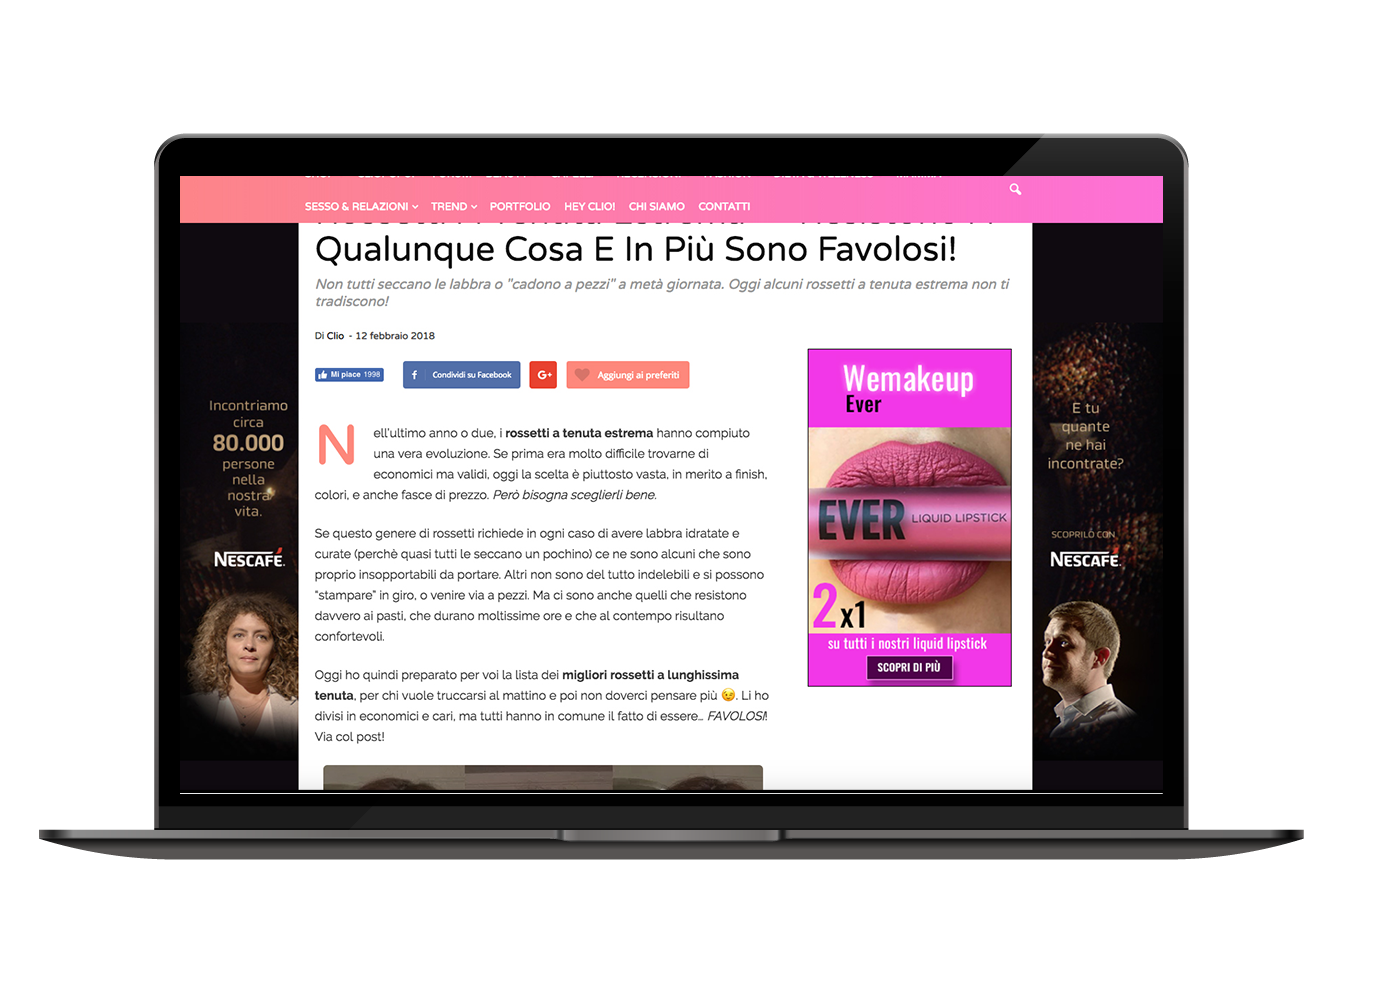 SESSO & RELAZIONI TREND PORTFOLIO HEY CLIO! CHI SIAMO CONTATTI
Qualunque Cosa E In Più Sono Favolosi!
Non tutti seccano le labbra o "cadono a pezzi" a metà giornata. Oggi alcuni rossetti a tenuta estrema non ti
tradiscono!
Di Clio - 12 febbraio 2018
Mi piace 1998
Condividi su Facebook
G+
Aggiungi ai preferiti
Nell'ultimo anno o due, i rossetti a tenuta estrema hanno compiuto
una vera evoluzione. Se prima era molto difficile trovarne di
economici ma validi, oggi la scelta è piuttosto vasta, in merito a finish,
colori, e anche fasce di prezzo. Però bisogna sceglierli bene.
Se questo genere di rossetti richiede in ogni caso di avere labbra idratate e
curate (perchè quasi tutti le seccano un pochino) ce ne sono alcuni che sono
proprio insopportabili da portare. Altri non sono del tutto indelebili e si possono
"stampare" in giro, o venire via a pezzi. Ma ci sono anche quelli che resistono
davvero ai pasti, che durano moltissime ore e che al contempo risultano
confortevoli.
Oggi ho quindi preparato per voi la lista dei migliori rossetti a lunghissima
tenuta, per chi vuole truccarsi al mattino e poi non doverci pensare più 😉. Li ho
divisi in economici e cari, ma tutti hanno in comune il fatto di essere… FAVOLOSI!
Via col post!
Incontriamo
circa
80.000
persone
nella
nostra
vita.
NESCAFÉ.
Wemakeup
Ever
EVER LIQUID LIPSTICK
2x1
su tutti i nostri liquid lipstick
SCOPRI DI PIÙ
E tu
quante
ne hai
incontrate?
SCOPRILO CON
NESCAFÉ.